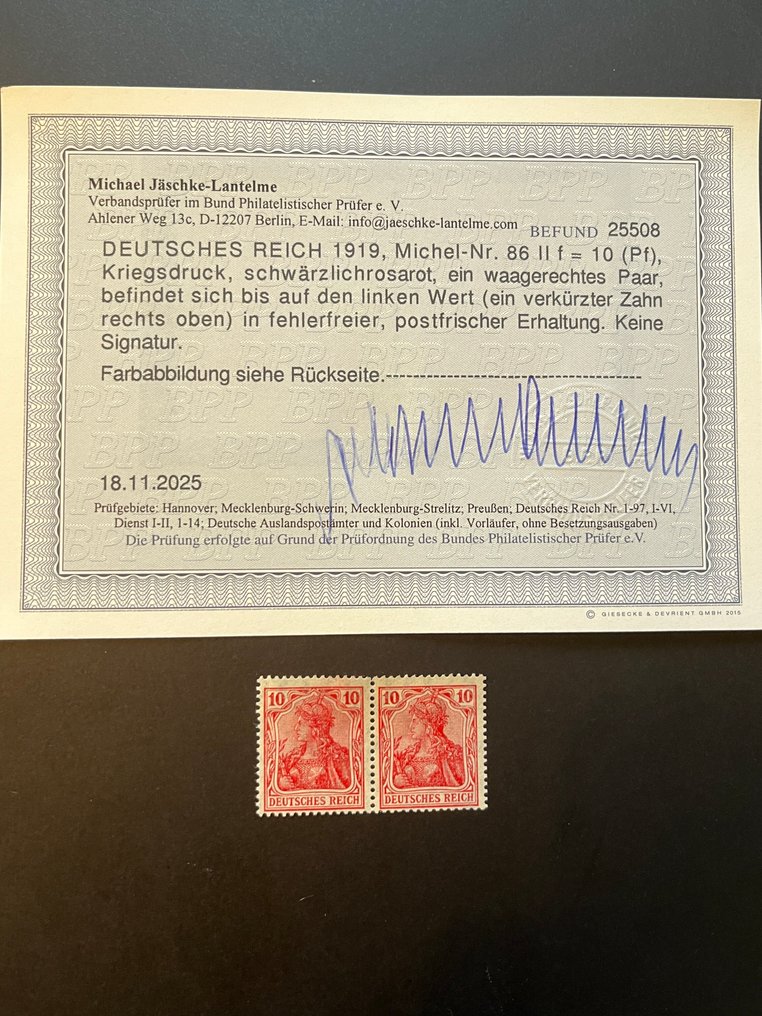 Michael Jäschke-Lantelme
Verbandsprüfer im Bund Philatelistischer Prüfer e. V.
Ahlener Weg 13c, D-12207 Berlin, E-Mail: info@jaeschke-lantelme.com BEFUND 25508
DEUTSCHES REICH 1919, Michel-Nr. 86 II f = 10 (Pf),
Kriegsdruck, schwärzlichrosarot, ein waagerechtes Paar,
befindet sich bis auf den linken Wert (ein verkürzter Zahn
rechts oben) in fehlerfreier, postfrischer Erhaltung. Keine
Signatur.
Farbabbildung siehe Rückseite.-----------------------------------
18.11.2025
Prüfgebiete: Hannover; Mecklenburg-Schwerin; Mecklenburg-Strelitz; Preußen; Deutsches Reich Nr. 1-97, I-VI,
Dienst I-II, 1-14; Deutsche Auslandspostämter und Kolonien (inkl. Vorläufer, ohne Besetzungsausgaben)
Die Prüfung erfolgte auf Grund der Prüfordnung des Bundes Philatelistischer Prüfer e.V.
© GIESECKE & DEVRIENT GMBH 2015
10 10 10 10
DEUTSCHES REICH DEUTSCHES REICH